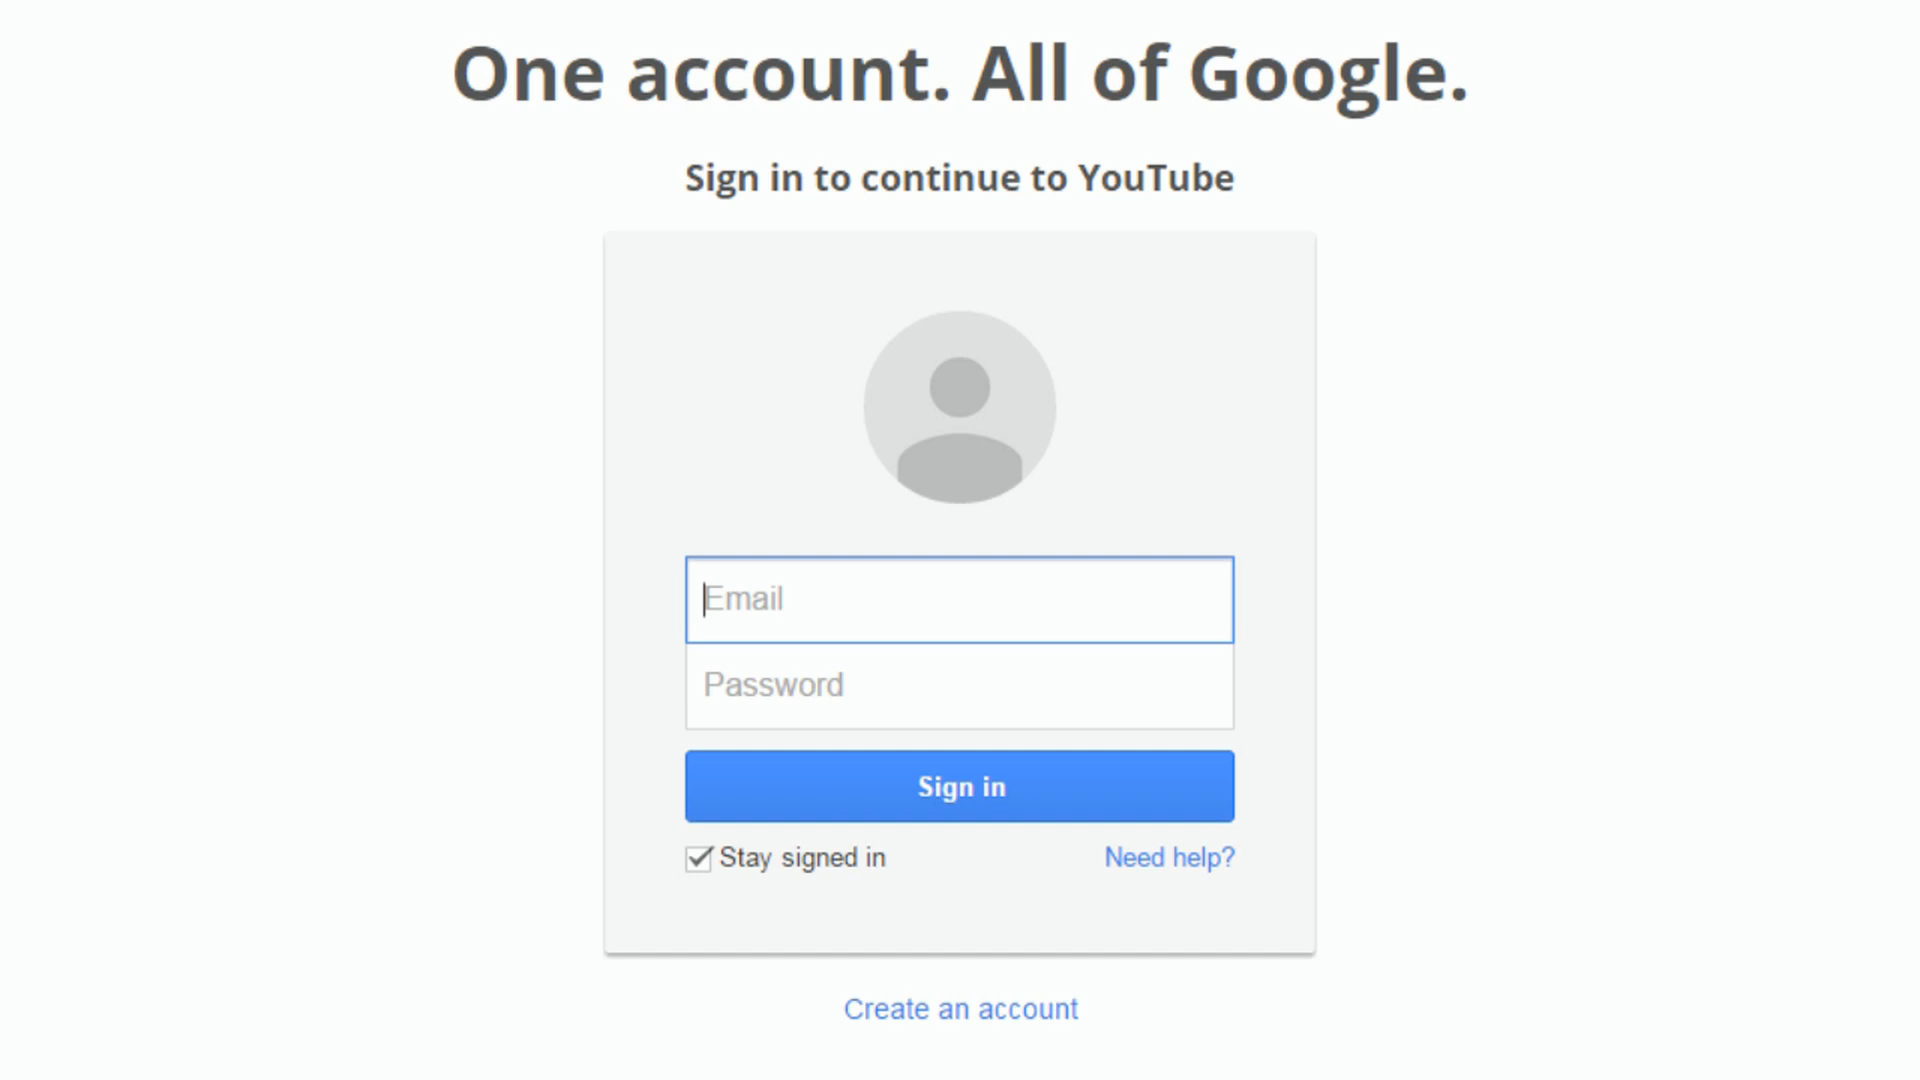 One account. All of Google.
Sign in to continue to YouTube
Email
Password
Sign in
Stay signed in
Need help?
Create an account